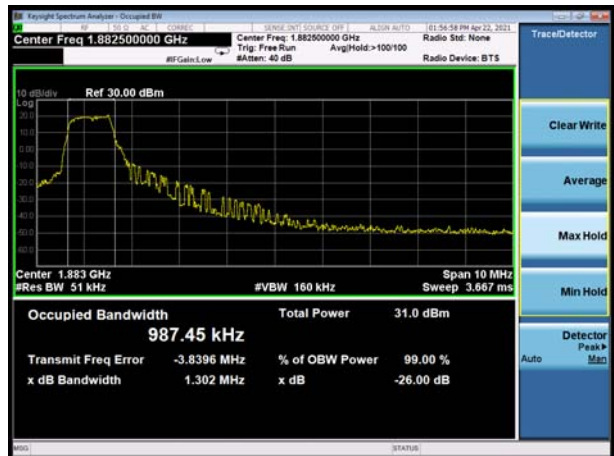 Keysight Spectrum Analyzer - Occupied BW
RF 50 Ω AC CORREC SENSE:INT SOURCE OFF ALIGN AUTO 01:56:58 PM Apr 22, 2021
Center Freq 1.882500000 GHz
Center Freq: 1.882500000 GHz
Radio Std: None
Trig: Free Run
Avg|Hold:>100/100
#IFGain:Low
#Atten: 40 dB
Radio Device: BTS
Trace/Detector
10 dB/div
Ref 30.00 dBm
Log
20.0
10.0
0.00
-10.0
-20.0
-30.0
-40.0
-50.0
-60.0
Center 1.883 GHz
Span 10 MHz
#Res BW 51 kHz
#VBW 160 kHz
Sweep 3.667 ms
Occupied Bandwidth
Total Power 31.0 dBm
987.45 kHz
Transmit Freq Error -3.8396 MHz
% of OBW Power 99.00 %
x dB Bandwidth 1.302 MHz
x dB -26.00 dB
Clear Write
Average
Max Hold
Min Hold
Detector
Peak▶
Auto Man
MSG
STATUS